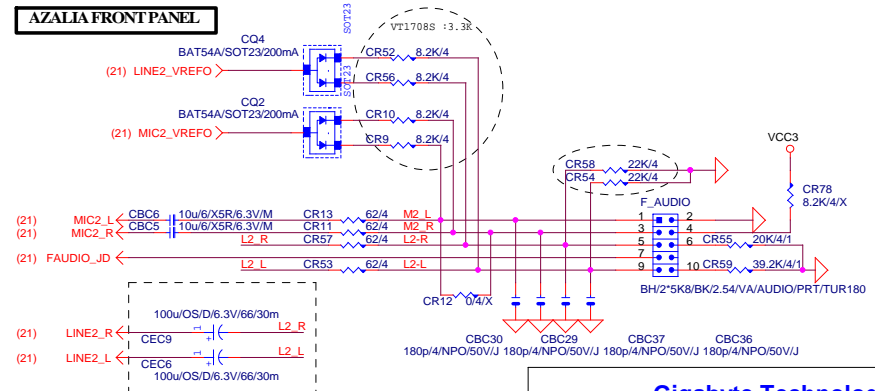 AZALIA FRONT PANEL
SOT23
VT1708S :3.3K
CQ4
BAT54A/SOT23/200mA
CR52 8.2K/4
(21) LINE2_VREFO
CR56 8.2K/4
SOT23
CQ2
BAT54A/SOT23/200mA
CR10 8.2K/4
(21) MIC2_VREFO
CR9 8.2K/4
VCC3
CR58 22K/4
CR54 22K/4
CR78
8.2K/4/X
F_AUDIO
(21) MIC2_L CBC6 10u/6/X5R/6.3V/M CR13 62/4 M2_L 1 2
(21) MIC2_R CBC5 10u/6/X5R/6.3V/M CR11 62/4 M2_R 3 4
L2_R CR57 62/4 L2-R 5 6 CR55 20K/4/1
(21) FAUDIO_JD 7
L2_L CR53 62/4 L2-L 9 10 CR59 39.2K/4/1
BH/2*5K8/BK/2.54/VA/AUDIO/PRT/TUR180
CR12 0/4/X
100u/OS/D/6.3V/66/30m
(21) LINE2_R 1 + L2_R
CEC9
(21) LINE2_L 1 + L2_L
CEC6
100u/OS/D/6.3V/66/30m
CBC30 CBC29 CBC37 CBC36
180p/4/NPO/50V/J 180p/4/NPO/50V/J 180p/4/NPO/50V/J 180p/4/NPO/50V/J
Gigabyte